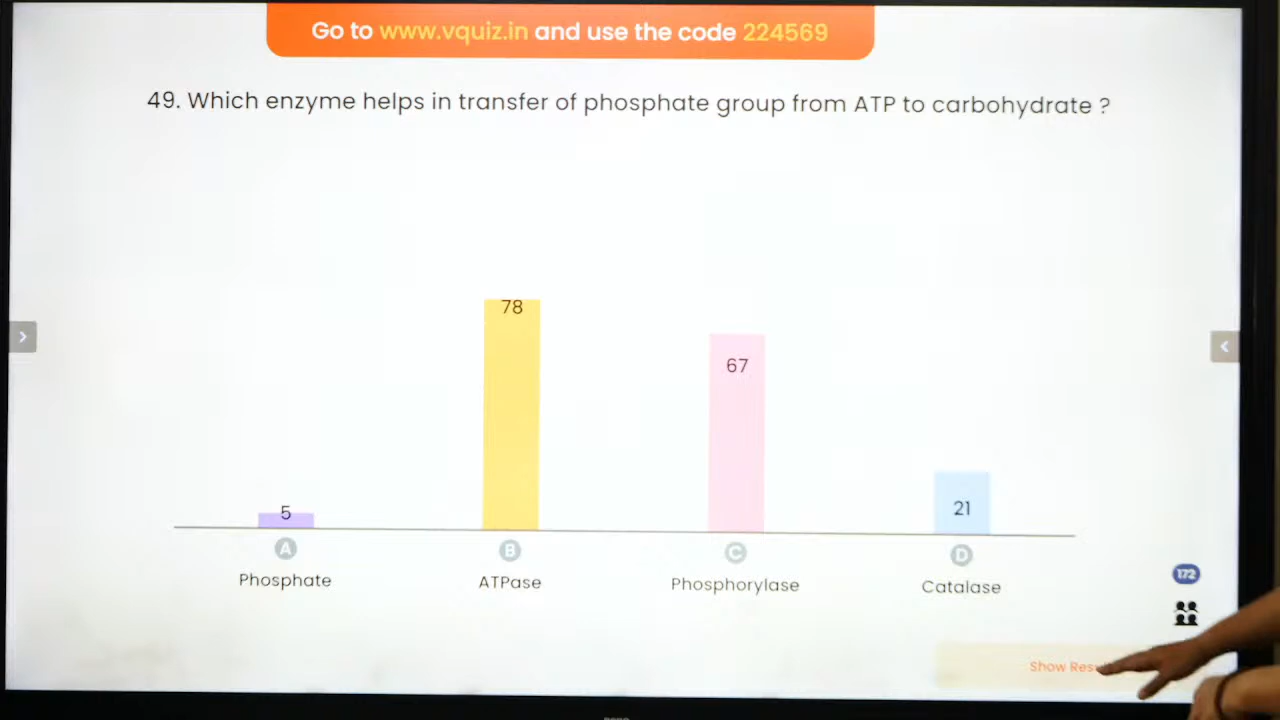 Go to www.vquiz.in and use the code 224569
49. Which enzyme helps in transfer of phosphate group from ATP to carbohydrate ?
78
67
21
5
A
B
C
D
Phosphate
ATPase
Phosphorylase
Catalase
172
Show